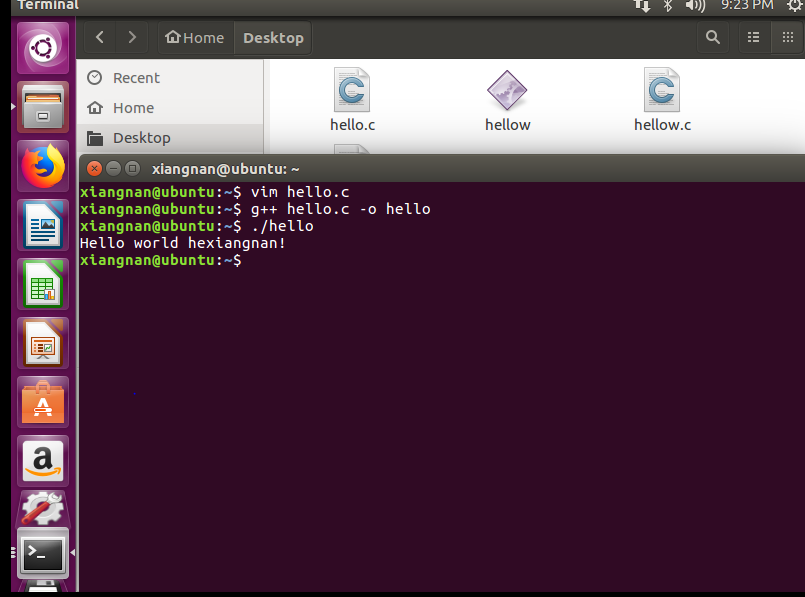 Terminal
9:23 PM
Home
Desktop
Recent
Home
Desktop
hello.c
hellow
hellow.c
xiangnan@ubuntu: ~
xiangnan@ubuntu:~$ vim hello.c
xiangnan@ubuntu:~$ g++ hello.c -o hello
xiangnan@ubuntu:~$ ./hello
Hello world hexiangnan!
xiangnan@ubuntu:~$